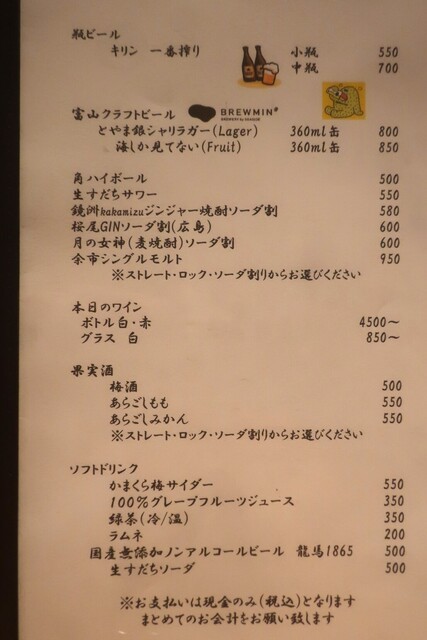 瓶ビール
キリン 一番搾り 小瓶 550
中瓶 700
富山クラフトビール BREWMIN'
とやま銀シャリラガー(Lager) 360ml缶 800
海しか見てない(Fruit) 360ml缶 850
角ハイボール 500
生すだちサワー 550
鏡洲kakamizuジンジャー焼酎ソーダ割 580
桜尾GINソーダ割(広島) 600
月の女神(麦焼酎)ソーダ割 600
余市シングルモルト 950
※ストレート・ロック・ソーダ割りからお選びください
本日のワイン
ボトル白・赤 4500～
グラス 白 850～
果実酒
梅酒 500
あらごしもも 550
あらごしみかん 550
※ストレート・ロック・ソーダ割りからお選びください
ソフトドリンク
かまくら梅サイダー 550
100%グレープフルーツジュース 350
緑茶(冷/温) 350
ラムネ 200
国産無添加ノンアルコールビール 龍馬1865 500
生すだちソーダ 500
※お支払いは現金のみ(税込)となります
まとめてのお会計をお願い致します